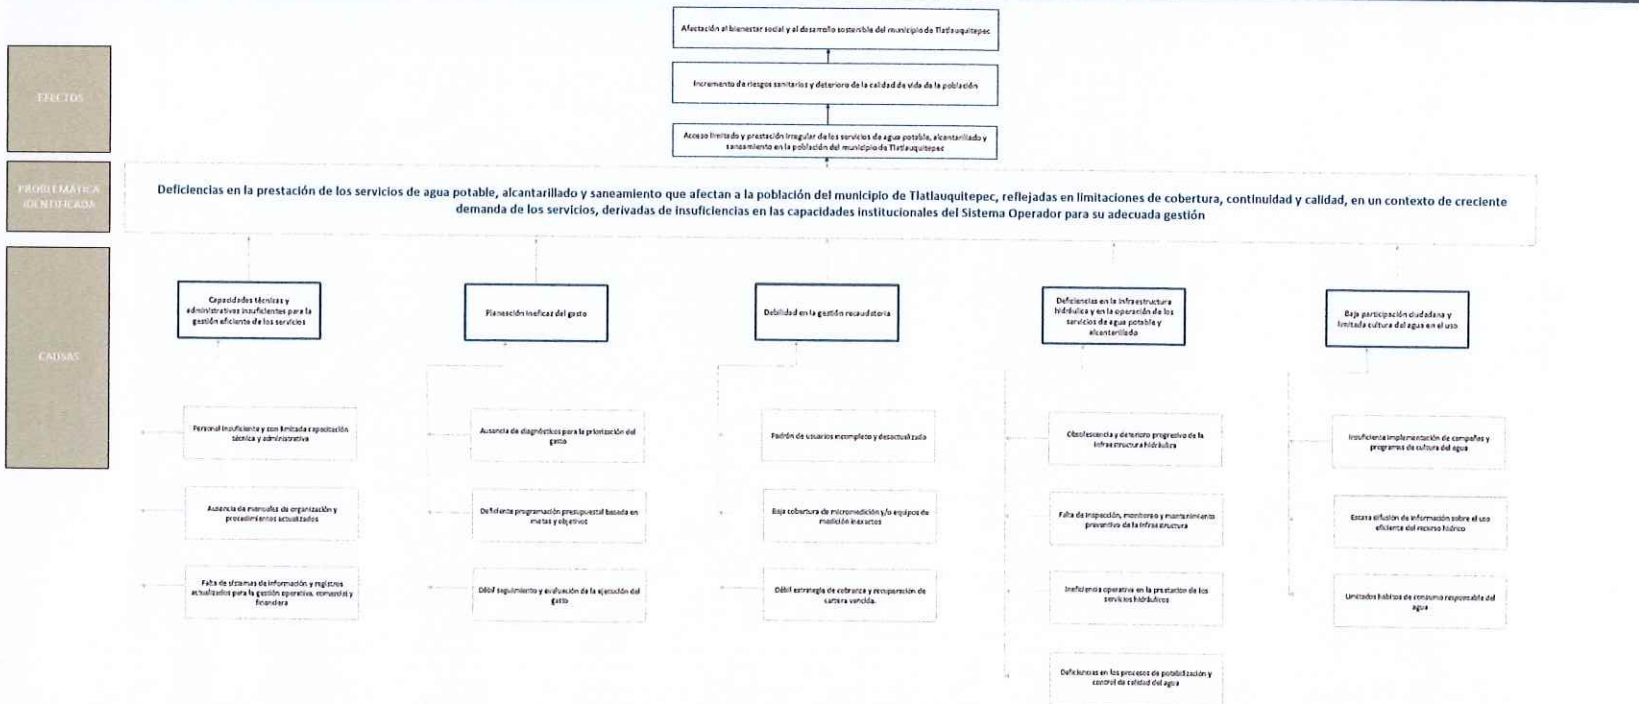 Afectación al bienestar social y al desarrollo sostenible del municipio de Tlatlauquitepec
EFECTOS
Incremento de riesgos sanitarios y deterioro de la calidad de vida de la población
Acceso limitado y prestación irregular de los servicios de agua potable, alcantarillado y
saneamiento en la población del municipio de Tlatlauquitepec
PROBLEMÁTICA
IDENTIFICADA
Deficiencias en la prestación de los servicios de agua potable, alcantarillado y saneamiento que afectan a la población del municipio de Tlatlauquitepec, reflejadas en limitaciones de cobertura, continuidad y calidad, en un contexto de creciente
demanda de los servicios, derivadas de insuficiencias en las capacidades institucionales del Sistema Operador para su adecuada gestión
CAUSAS
Capacidades técnicas y
administrativas insuficientes para la
gestión eficiente de los servicios
Personal insuficiente y con limitada capacitación
técnica y administrativa
Ausencia de manuales de organización y
procedimientos actualizados
Falta de sistemas de información y registros
actualizados para la gestión operativa, comercial y
financiera
Planeación ineficaz del gasto
Ausencia de diagnósticos para la priorización del
gasto
Deficiente programación presupuestal basada en
metas y objetivos
Débil seguimiento y evaluación de la ejecución del
gasto
Debilidad en la gestión recaudatoria
Padrón de usuarios incompleto y desactualizado
Baja cobertura de micromedición y/o equipos de
medición inexactos
Débil estrategia de cobranza y recuperación de
cartera vencida.
Deficiencias en la infraestructura
hidráulica y en la operación de los
servicios de agua potable y
alcantarillado
Obsolescencia y deterioro progresivo de la
infraestructura hidráulica
Falta de inspección, monitoreo y mantenimiento
preventivo de la infraestructura
Ineficiencia operativa en la prestación de los
servicios hidráulicos
Deficiencias en los procesos de potabilización y
control de calidad del agua
Baja participación ciudadana y
limitada cultura del agua en el uso
Insuficiente implementación de campañas y
programas de cultura del agua
Escasa difusión de información sobre el uso
eficiente del recurso hídrico
Limitados hábitos de consumo responsable del
agua